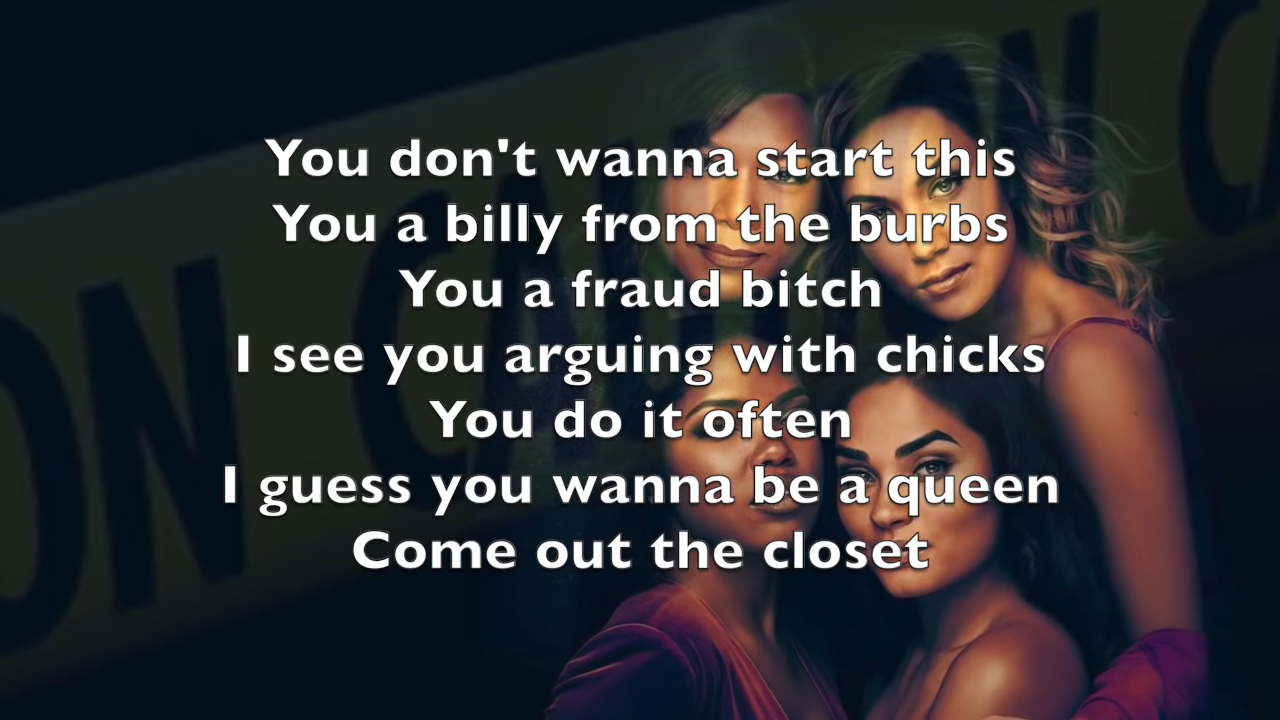 You don't wanna start this
You a billy from the burbs
You a fraud bitch
I see you arguing with chicks
You do it often
I guess you wanna be a queen
Come out the closet